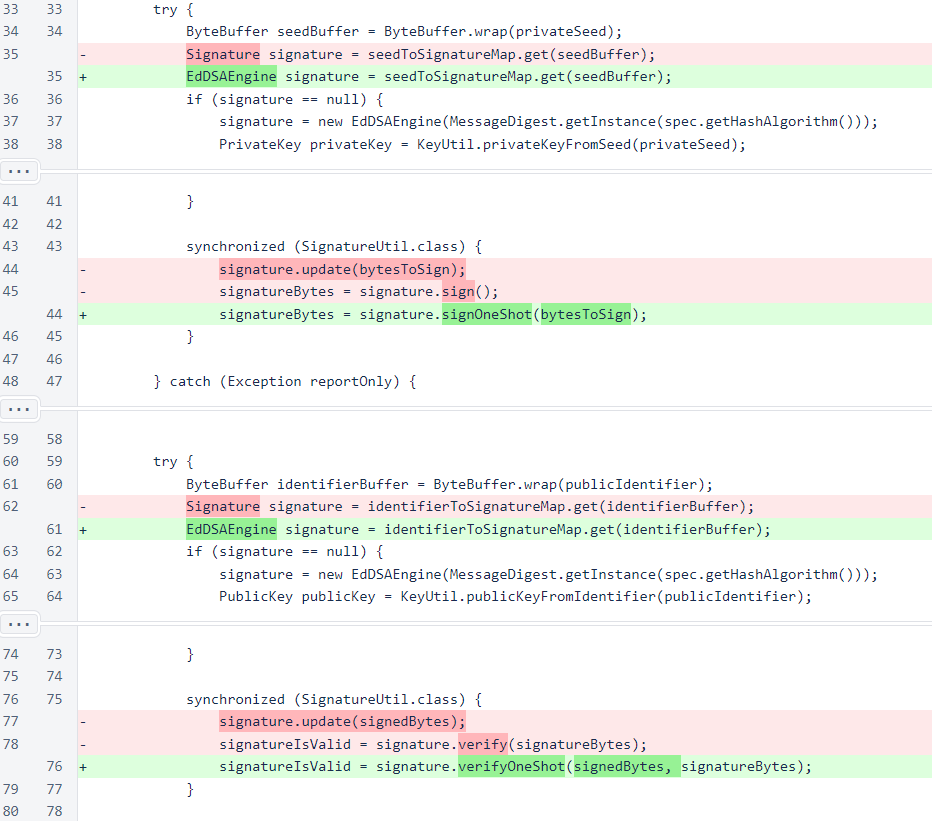 33 33 try {
34 34 ByteBuffer seedBuffer = ByteBuffer.wrap(privateSeed);
35 - Signature signature = seedToSignatureMap.get(seedBuffer);
35 + EdDSAEngine signature = seedToSignatureMap.get(seedBuffer);
36 36 if (signature == null) {
37 37 signature = new EdDSAEngine(MessageDigest.getInstance(spec.getHashAlgorithm()));
38 38 PrivateKey privateKey = KeyUtil.privateKeyFromSeed(privateSeed);
...
41 41 }
42 42
43 43 synchronized (SignatureUtil.class) {
44 - signature.update(bytesToSign);
45 - signatureBytes = signature.sign();
44 + signatureBytes = signature.signOneShot(bytesToSign);
46 45 }
47 46
48 47 } catch (Exception reportOnly) {
...
59 58
60 59 try {
61 60 ByteBuffer identifierBuffer = ByteBuffer.wrap(publicIdentifier);
62 - Signature signature = identifierToSignatureMap.get(identifierBuffer);
61 + EdDSAEngine signature = identifierToSignatureMap.get(identifierBuffer);
63 62 if (signature == null) {
64 63 signature = new EdDSAEngine(MessageDigest.getInstance(spec.getHashAlgorithm()));
65 64 PublicKey publicKey = KeyUtil.publicKeyFromIdentifier(publicIdentifier);
...
74 73 }
75 74
76 75 synchronized (SignatureUtil.class) {
77 - signature.update(signedBytes);
78 - signatureIsValid = signature.verify(signatureBytes);
76 + signatureIsValid = signature.verifyOneShot(signedBytes, signatureBytes);
79 77 }
80 78